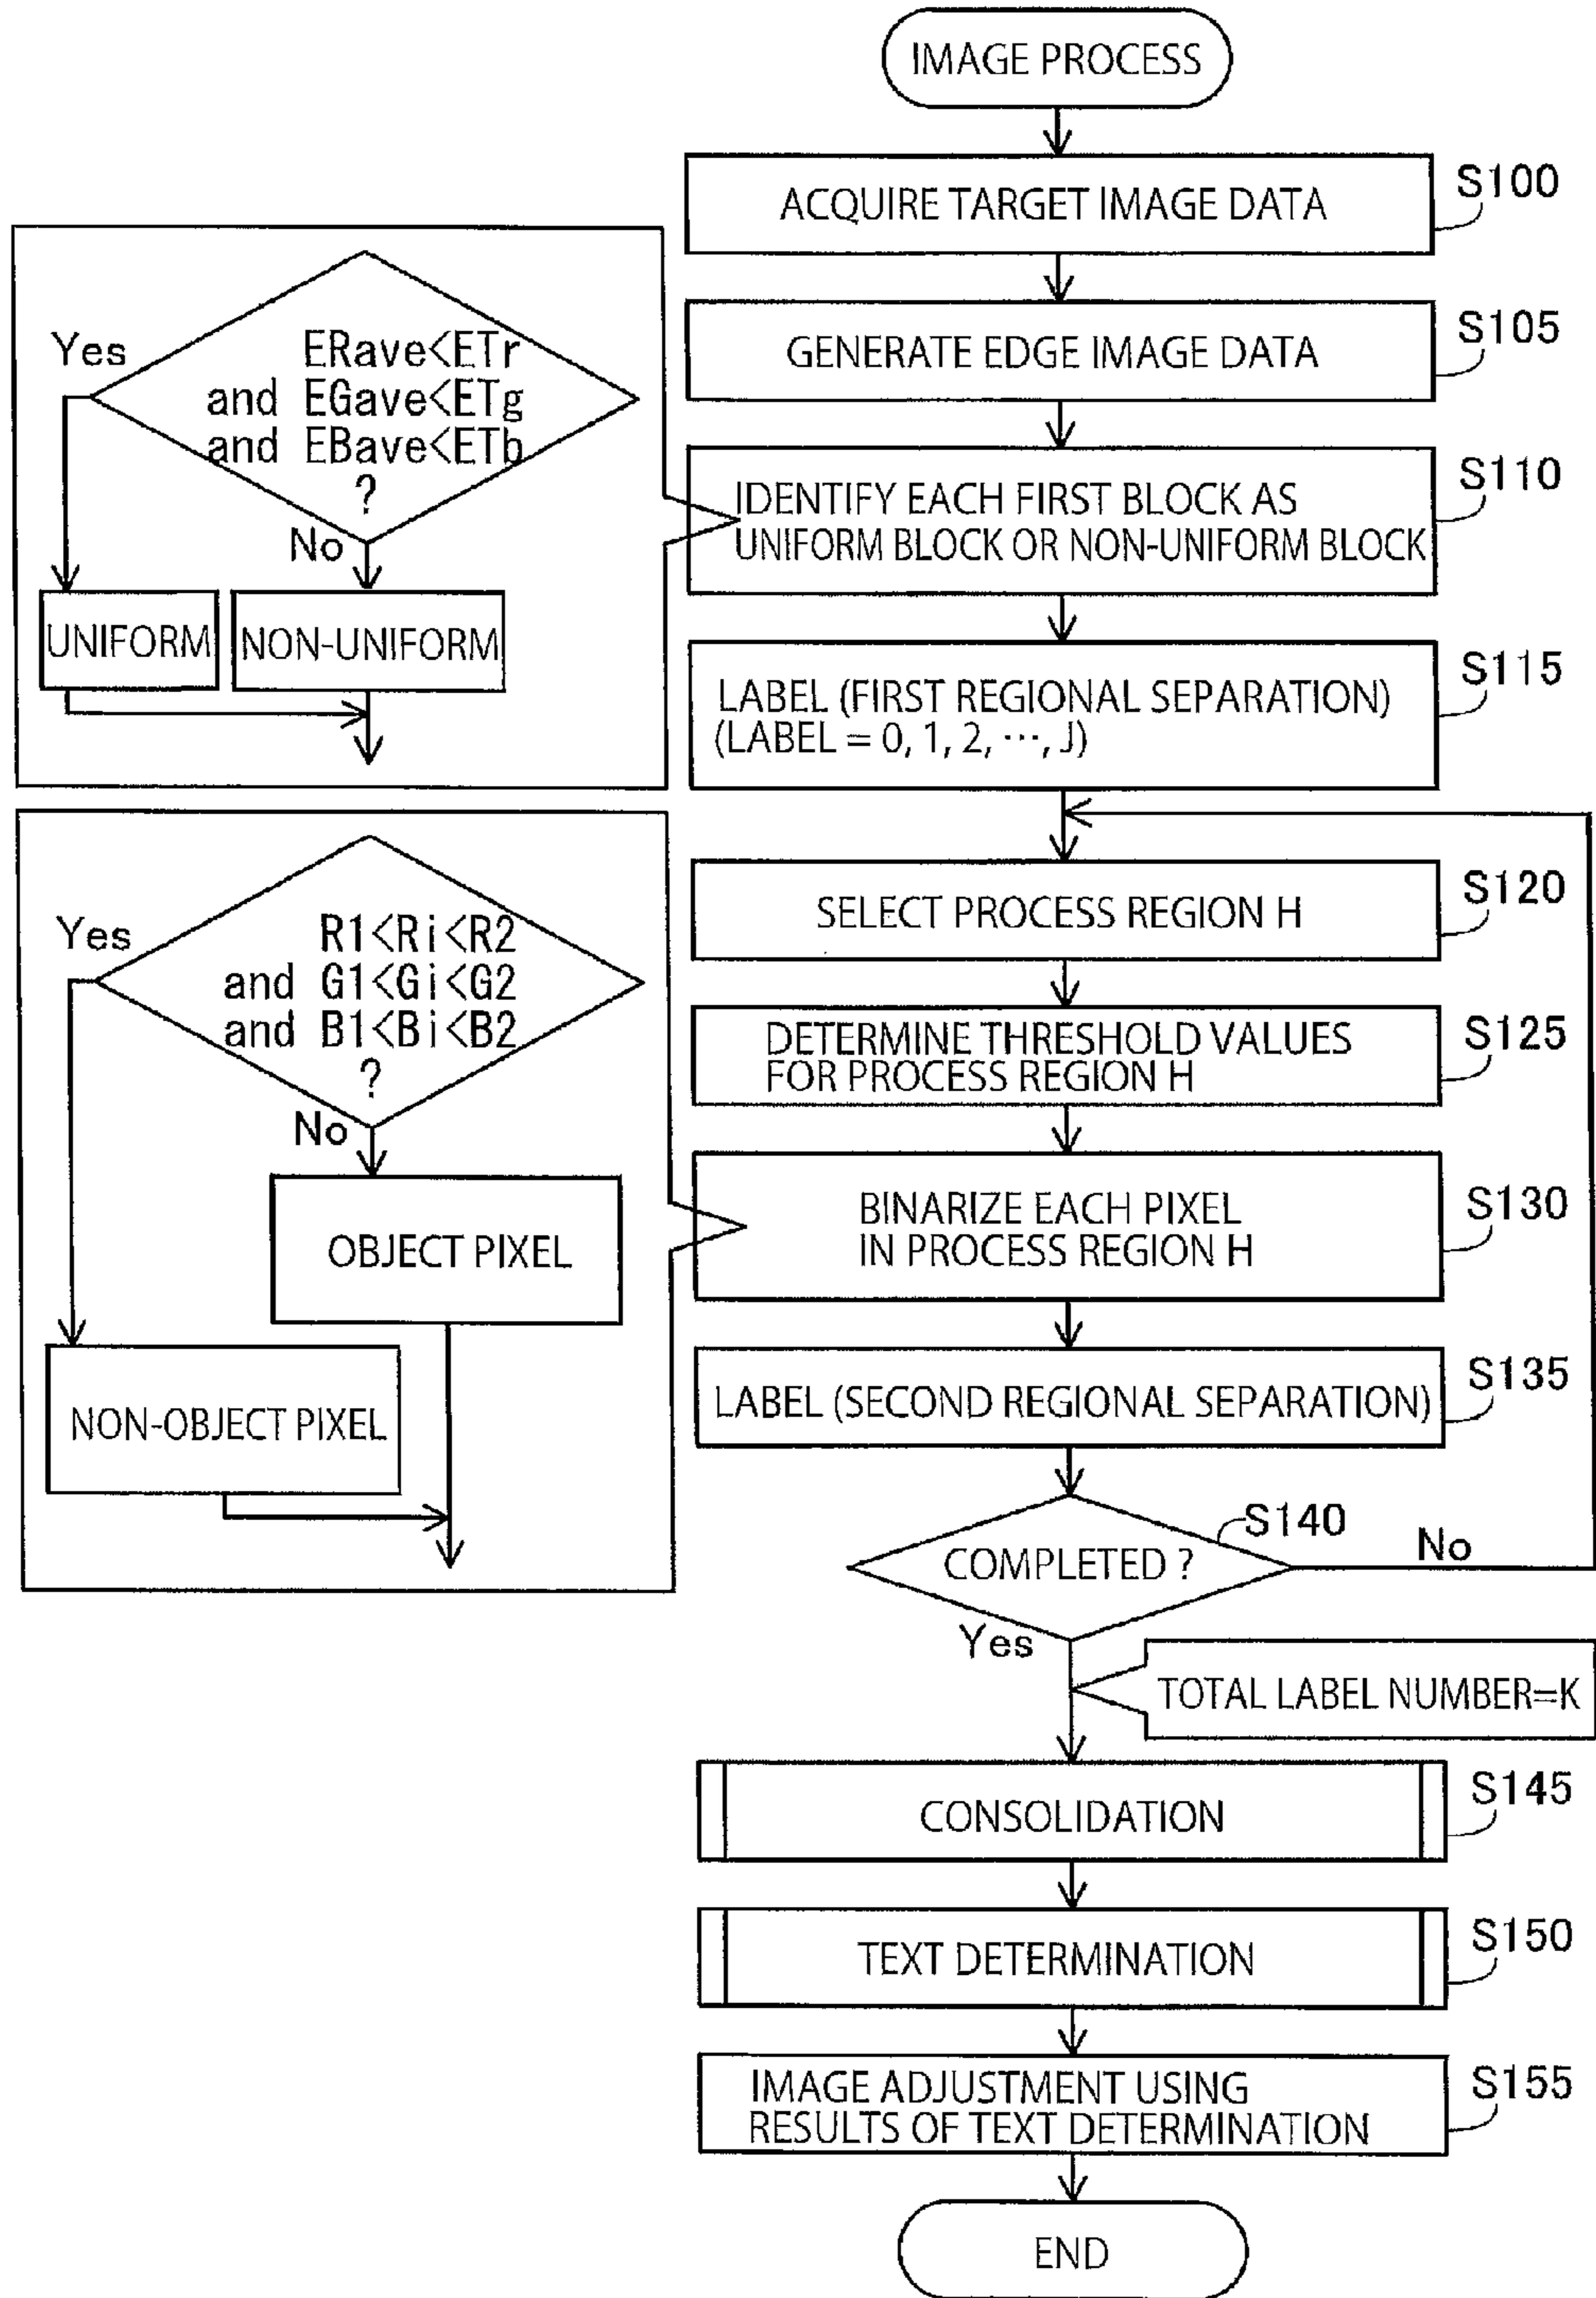 IMAGE PROCESS
ACQUIRE TARGET IMAGE DATA
S100
GENERATE EDGE IMAGE DATA
S105
Yes
ERave<ETr
and EGave<ETg
and EBave<ETb
?
No
UNIFORM
NON-UNIFORM
IDENTIFY EACH FIRST BLOCK AS
UNIFORM BLOCK OR NON-UNIFORM BLOCK
S110
LABEL (FIRST REGIONAL SEPARATION)
(LABEL = 0, 1, 2, ···, J)
S115
SELECT PROCESS REGION H
S120
DETERMINE THRESHOLD VALUES
FOR PROCESS REGION H
S125
Yes
R1<Ri<R2
and G1<Gi<G2
and B1<Bi<B2
?
No
OBJECT PIXEL
NON-OBJECT PIXEL
BINARIZE EACH PIXEL
IN PROCESS REGION H
S130
LABEL (SECOND REGIONAL SEPARATION)
S135
COMPLETED ?
S140
No
Yes
TOTAL LABEL NUMBER=K
CONSOLIDATION
S145
TEXT DETERMINATION
S150
IMAGE ADJUSTMENT USING
RESULTS OF TEXT DETERMINATION
S155
END